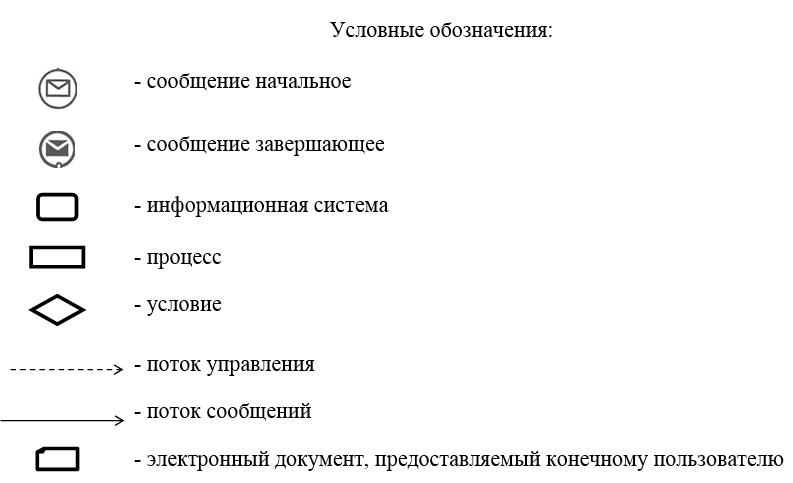 Условные обозначения:
- сообщение начальное
- сообщение завершающее
- информационная система
- процесс
- условие
- поток управления
- поток сообщений
- электронный документ, предоставляемый конечному пользователю